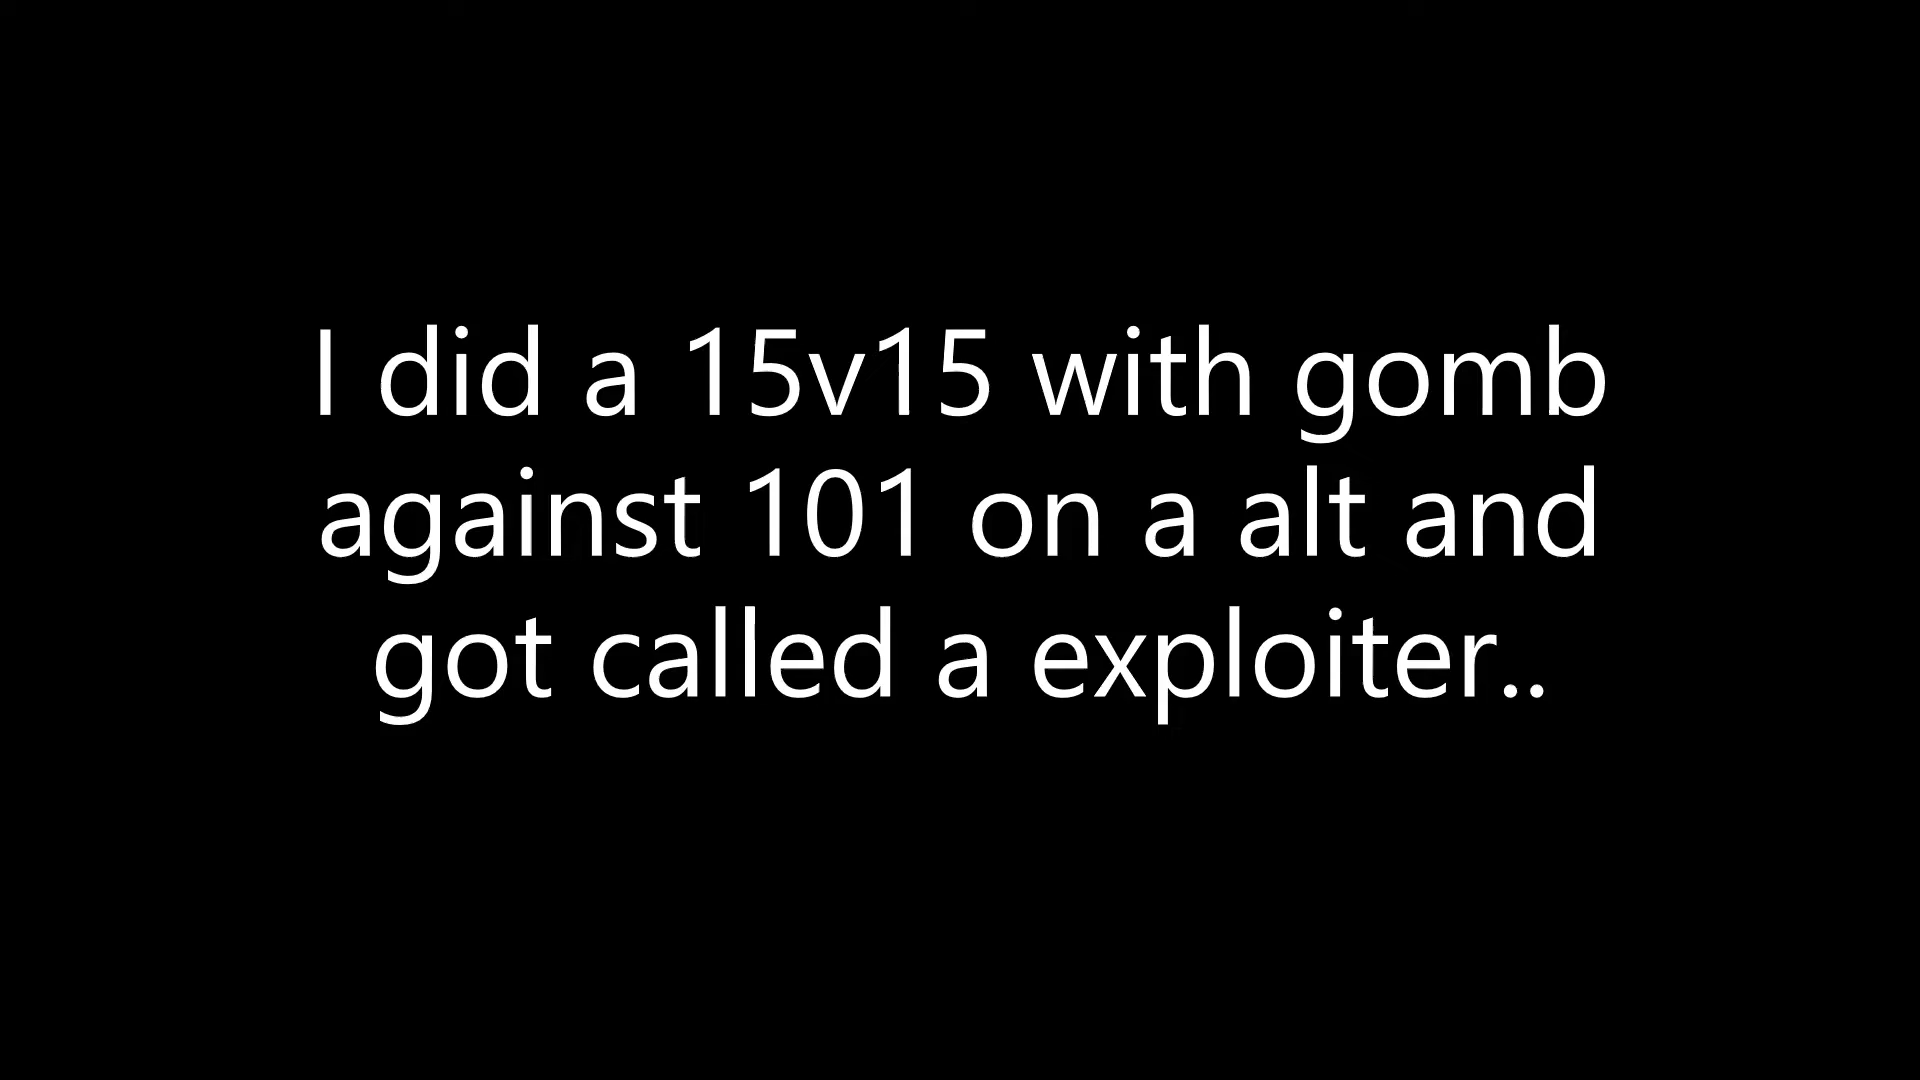 I did a 15v15 with gomb
against 101 on a alt and
got called a exploiter..